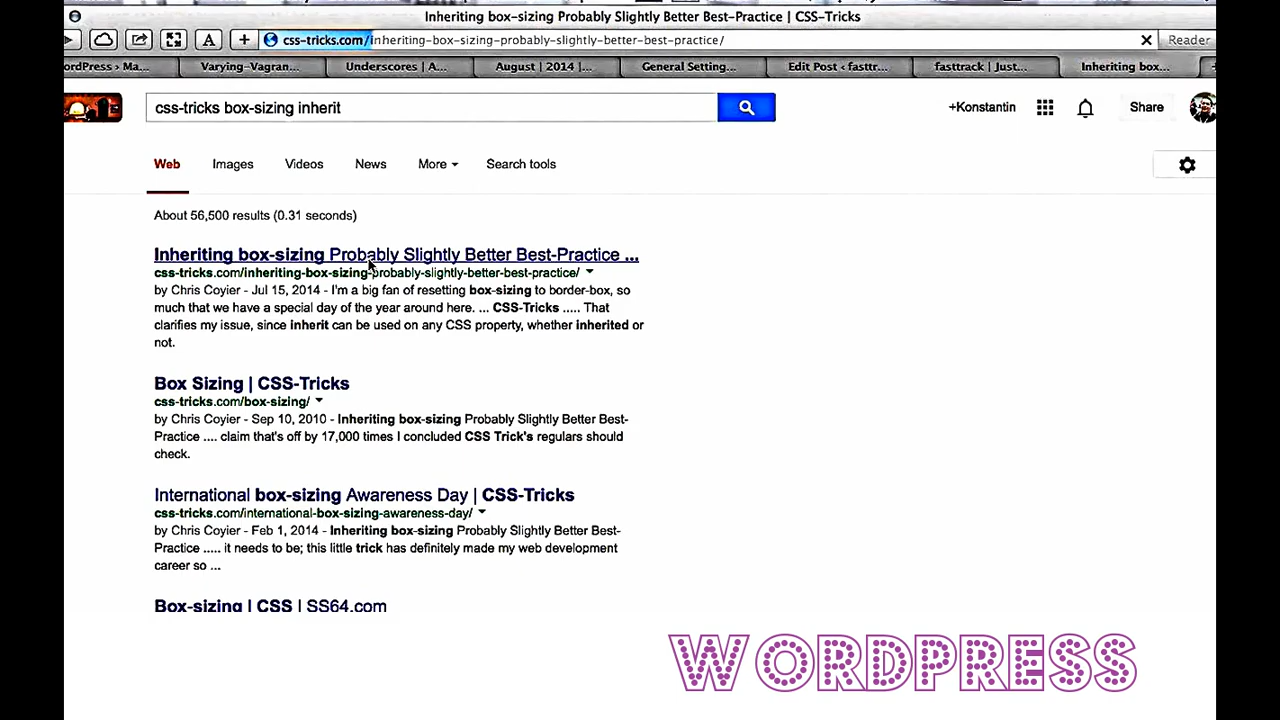 Inheriting box-sizing Probably Slightly Better Best-Practice | CSS-Tricks
A + css-tricks.com/inheriting-box-sizing-probably-slightly-better-best-practice/ Reader
ordPress › Ma... Varying-Vagran... Underscores | A... August | 2014 |... General Setting... Edit Post ‹ fasttr... fasttrack | Just... Inheriting box...
css-tricks box-sizing inherit +Konstantin Share
Web Images Videos News More Search tools
About 56,500 results (0.31 seconds)
Inheriting box-sizing Probably Slightly Better Best-Practice ...
css-tricks.com/inheriting-box-sizing-probably-slightly-better-best-practice/
by Chris Coyier - Jul 15, 2014 - I'm a big fan of resetting box-sizing to border-box, so
much that we have a special day of the year around here. ... CSS-Tricks ..... That
clarifies my issue, since inherit can be used on any CSS property, whether inherited or
not.
Box Sizing | CSS-Tricks
css-tricks.com/box-sizing/
by Chris Coyier - Sep 10, 2010 - Inheriting box-sizing Probably Slightly Better Best-
Practice .... claim that's off by 17,000 times I concluded CSS Trick's regulars should
check.
International box-sizing Awareness Day | CSS-Tricks
css-tricks.com/international-box-sizing-awareness-day/
by Chris Coyier - Feb 1, 2014 - Inheriting box-sizing Probably Slightly Better Best-
Practice ..... it needs to be; this little trick has definitely made my web development
career so ...
Box-sizing | CSS | SS64.com
WORDPRESS